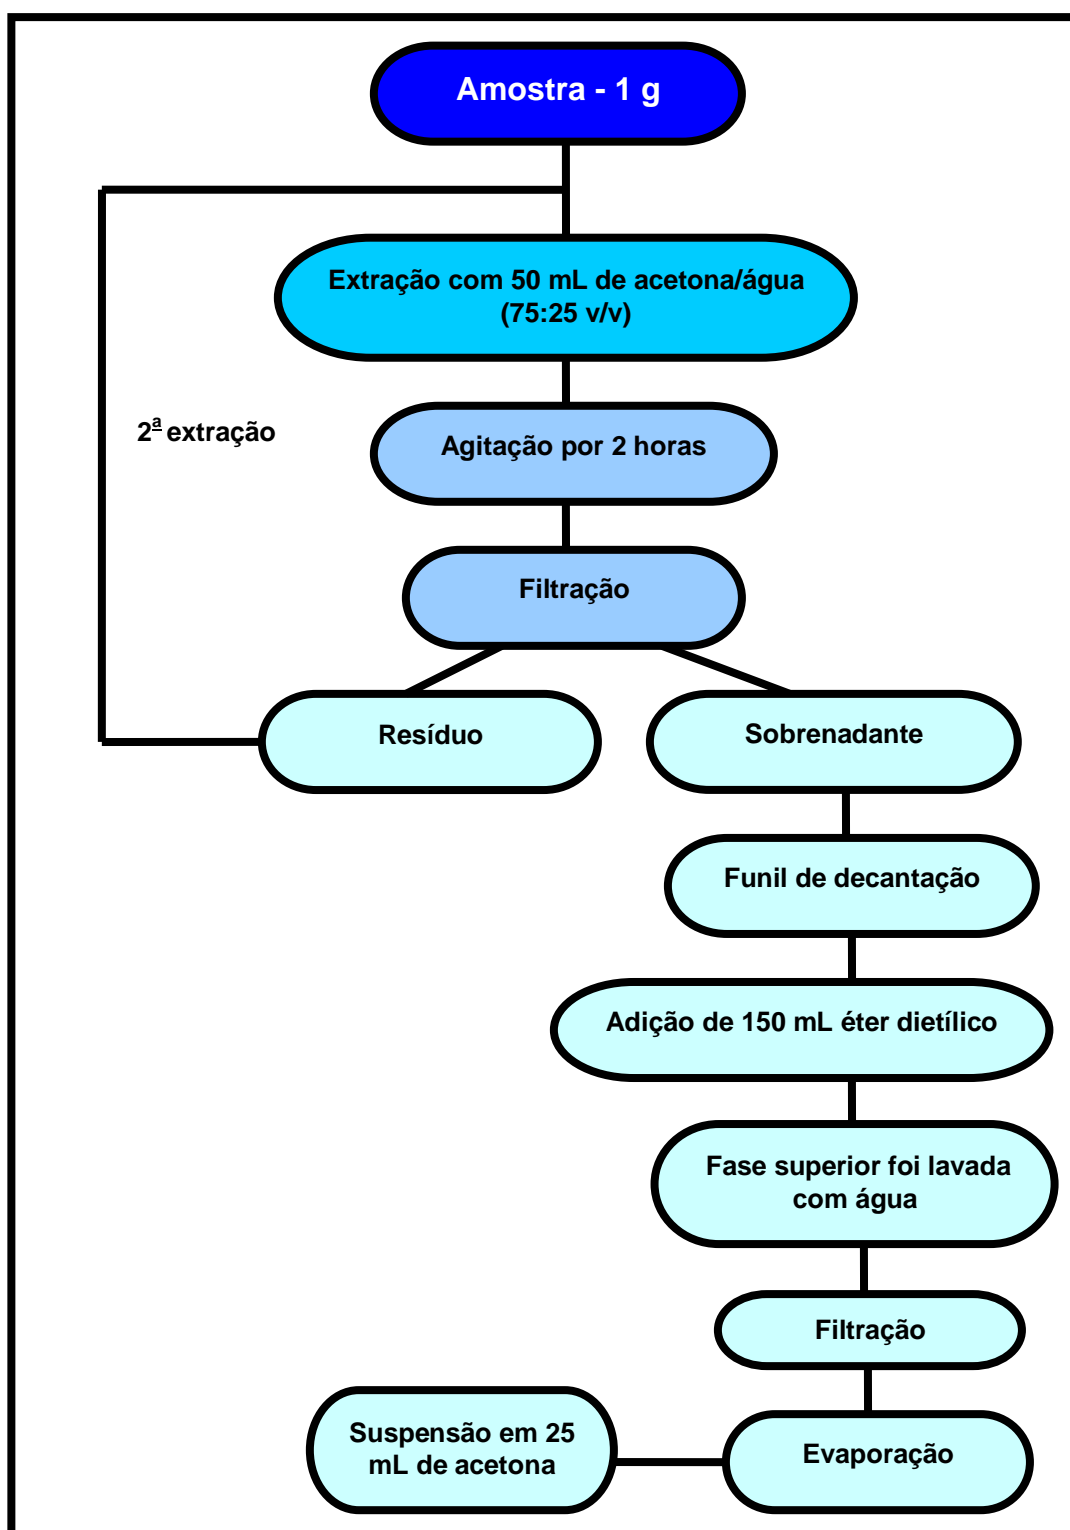 Amostra - 1 g
Extração com 50 mL de acetona/água
(75:25 v/v)
2ª extração
Agitação por 2 horas
Filtração
Resíduo
Sobrenadante
Funil de decantação
Adição de 150 mL éter dietílico
Fase superior foi lavada
com água
Filtração
Suspensão em 25
mL de acetona
Evaporação